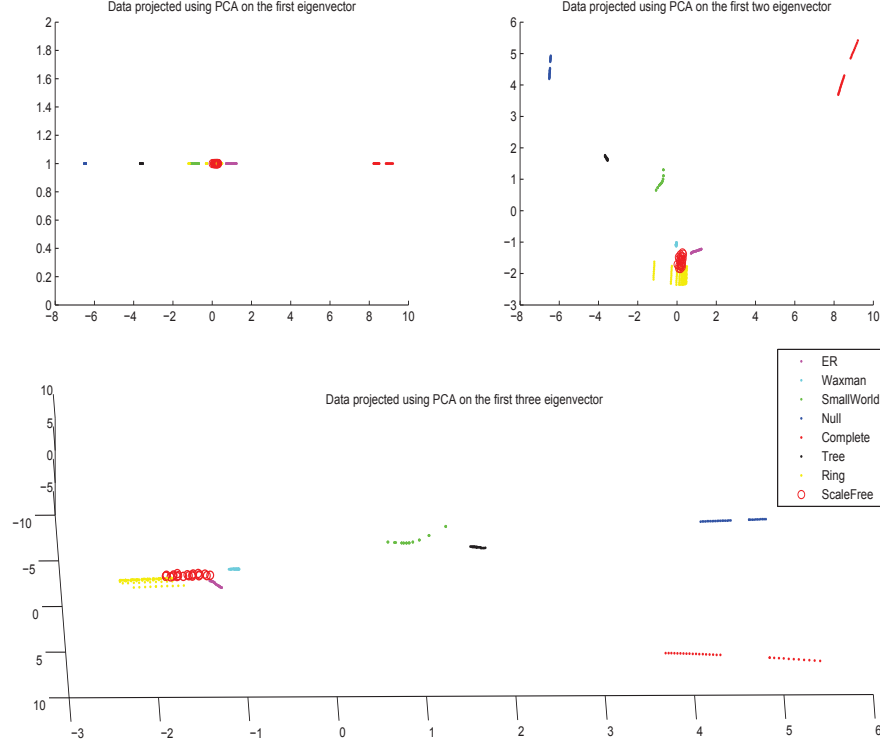 Data projected using PCA on the first eigenvector
2
1.8
1.6
1.4
1.2
1
0.8
0.6
0.4
0.2
0
−8 −6 −4 −2 0 2 4 6 8 10
Data projected using PCA on the first two eigenvector
6
5
4
3
2
1
0
−1
−2
−3
−8 −6 −4 −2 0 2 4 6 8 10
Data projected using PCA on the first three eigenvector
10
5
0
−5
−10
−5
0
5
10
−3 −2 −1 0 1 2 3 4 5 6
ER
Waxman
SmallWorld
Null
Complete
Tree
Ring
ScaleFree